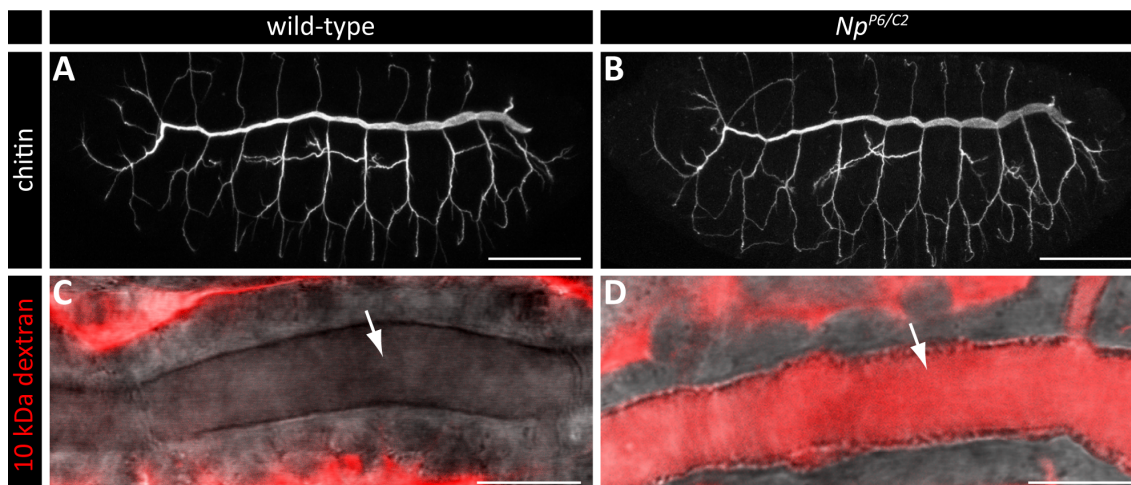 wild-type
Np^P6/C2
chitin
A
B
10 kDa dextran
C
D